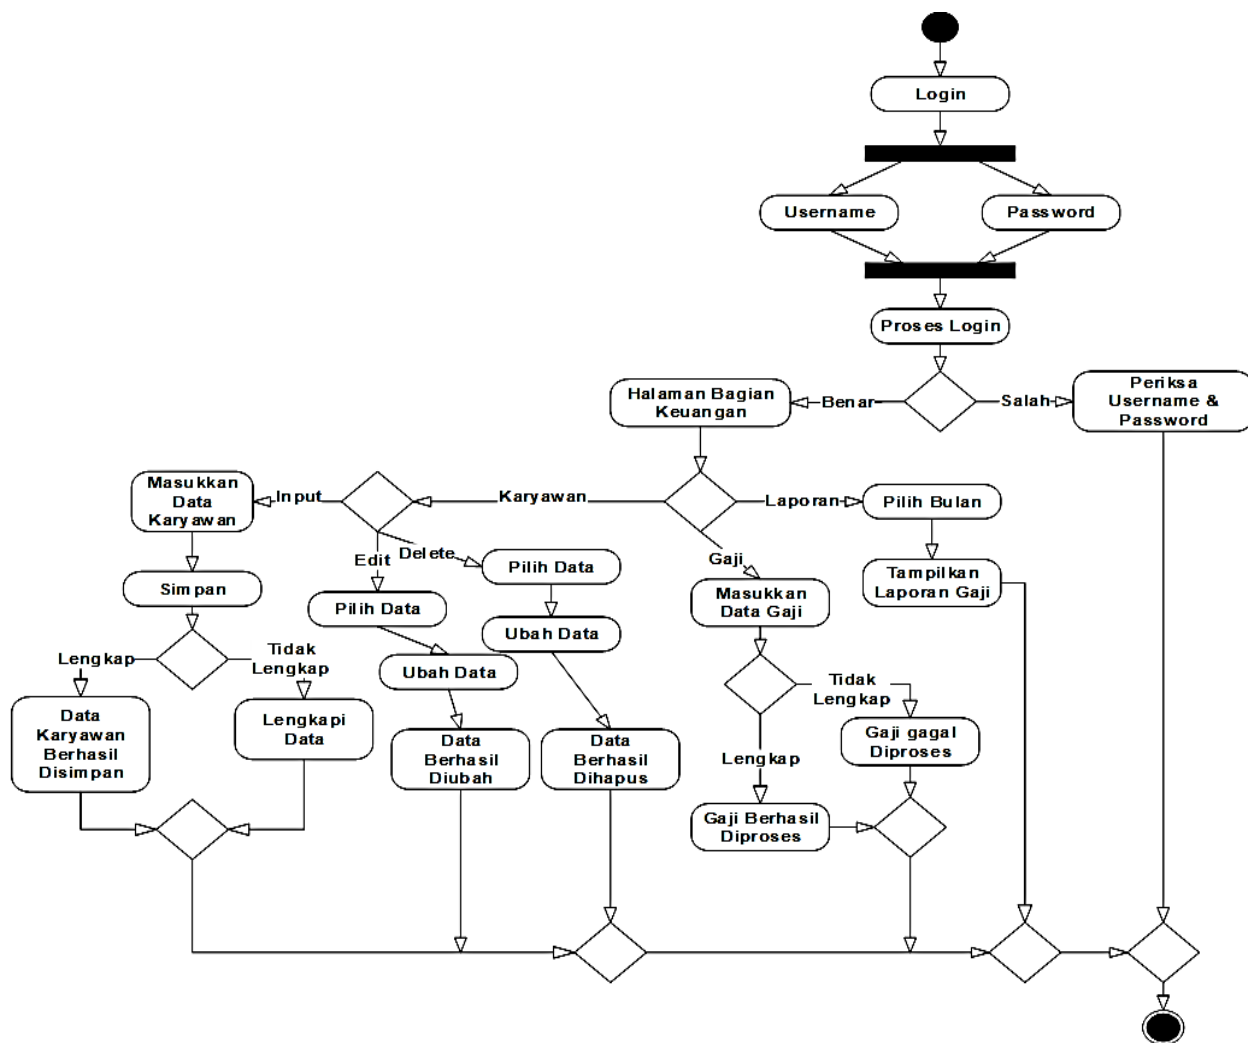 Login
Username
Password
Proses Login
Halaman Bagian
Keuangan
Benar
Salah
Periksa
Username &
Password
Masukkan
Data
Karyawan
Input
Karyawan
Laporan
Pilih Bulan
Simpan
Edit
Delete
Pilih Data
Gaji
Tampilkan
Laporan Gaji
Pilih Data
Masukkan
Data Gaji
Ubah Data
Lengkap
Tidak
Lengkap
Ubah Data
Tidak
Lengkap
Data
Karyawan
Berhasil
Disimpan
Lengkapi
Data
Data
Berhasil
Diubah
Data
Berhasil
Dihapus
Lengkap
Gaji gagal
Diproses
Gaji Berhasil
Diproses